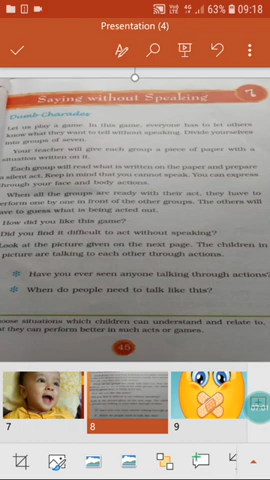 63% 09:18
Presentation (4)
7
Saying without Speaking
Dumb Charades
Let us play a game. In this game, everyone has to let others
know what they want to tell without speaking. Decide yourselves
into groups of seven.
Your teacher will give each group a piece of paper with a
situation written on it.
Each group will read what is written on the paper and prepare
a silent act. Keep in mind that you cannot speak. You can express
through your face and body actions.
When all the groups are ready with their act, they have to
perform one by one in front of the other groups. The others will
ve to guess what is being acted out.
How did you like this game?
Did you find it difficult to act without speaking?
Look at the picture given on the next page. The children in
picture are talking to each other through actions.
Have you ever seen anyone talking through actions?
When do people need to talk like this?
oose situations which children can understand and relate to,
t they can perform better in such acts or games.
45
7 8 9